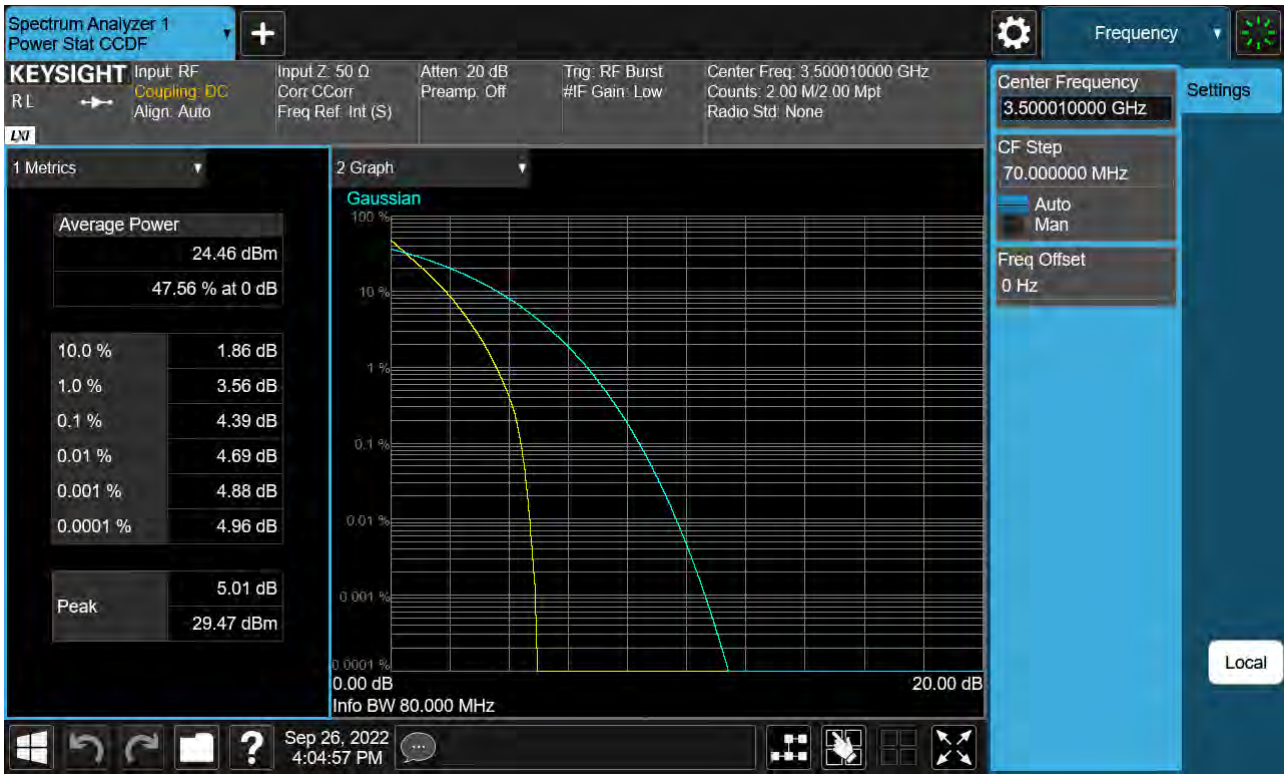 Spectrum Analyzer 1
Power Stat CCDF
+
Frequency
KEYSIGHT
RL
LXI
Input: RF
Coupling: DC
Align: Auto
Input Z: 50 Ω
Corr CCorr
Freq Ref: Int (S)
Atten: 20 dB
Preamp: Off
Trig: RF Burst
#IF Gain: Low
Center Freq: 3.500010000 GHz
Counts: 2.00 M/2.00 Mpt
Radio Std: None
Center Frequency
3.500010000 GHz
Settings
CF Step
70.000000 MHz
Auto
Man
Freq Offset
0 Hz
Local
1 Metrics
Average Power
24.46 dBm
47.56 % at 0 dB
10.0 % 1.86 dB
1.0 % 3.56 dB
0.1 % 4.39 dB
0.01 % 4.69 dB
0.001 % 4.88 dB
0.0001 % 4.96 dB
Peak
5.01 dB
29.47 dBm
2 Graph
Gaussian
100 %
10 %
1 %
0.1 %
0.01 %
0.001 %
0.0001 %
0.00 dB 20.00 dB
Info BW 80.000 MHz
?
Sep 26, 2022
4:04:57 PM